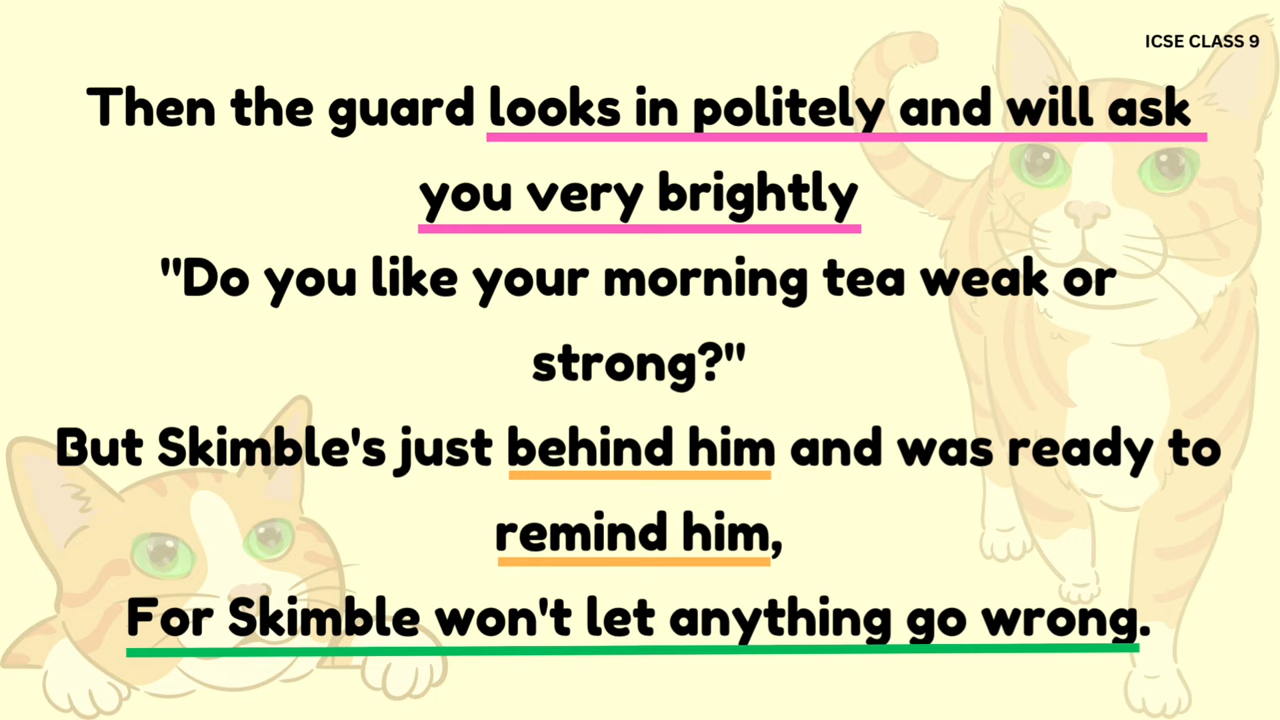 ICSE CLASS 9
Then the guard looks in politely and will ask
you very brightly
"Do you like your morning tea weak or
strong?"
But Skimble's just behind him and was ready to
remind him,
For Skimble won't let anything go wrong.